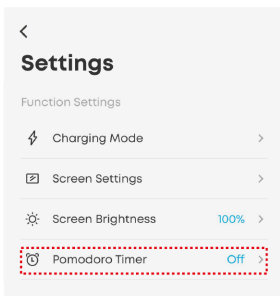 Settings
Function Settings
Charging Mode
Screen Settings
Screen Brightness 100%
Pomodoro Timer Off